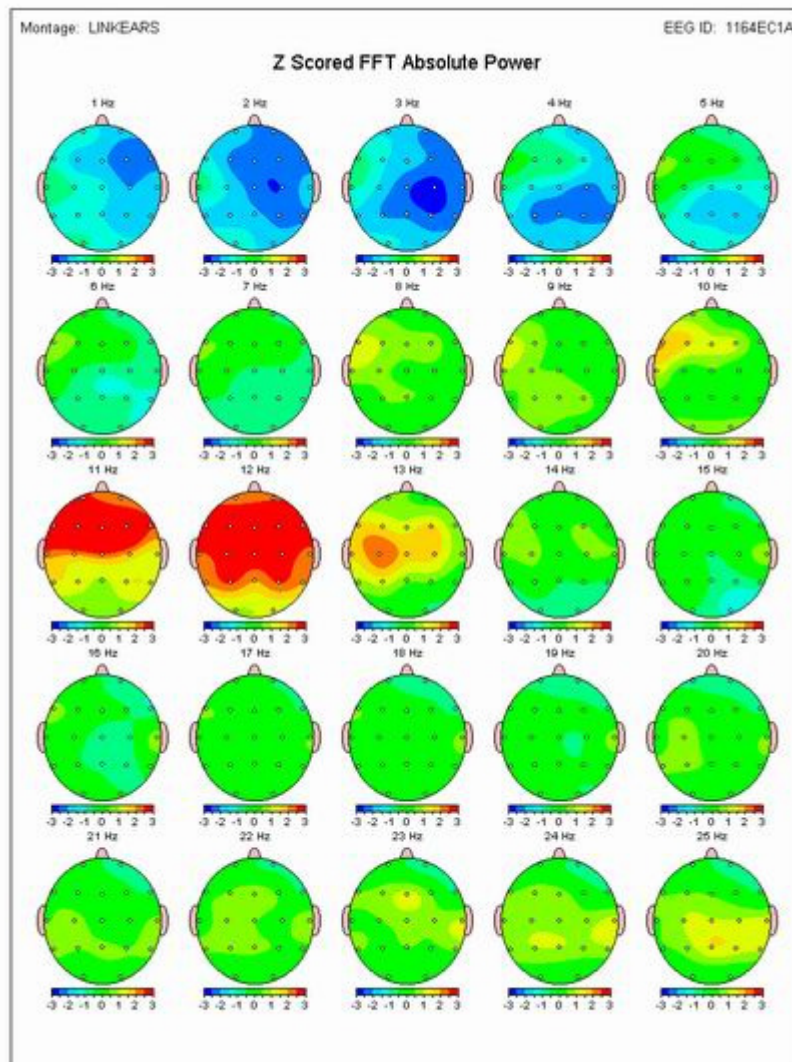 Montage: LINKEARS EEG ID: 1164EC1A
Z Scored FFT Absolute Power
1 Hz 2 Hz 3 Hz 4 Hz 5 Hz
-3 -2 -1 0 1 2 3 -3 -2 -1 0 1 2 3 -3 -2 -1 0 1 2 3 -3 -2 -1 0 1 2 3 -3 -2 -1 0 1 2 3
6 Hz 7 Hz 8 Hz 9 Hz 10 Hz
-3 -2 -1 0 1 2 3 -3 -2 -1 0 1 2 3 -3 -2 -1 0 1 2 3 -3 -2 -1 0 1 2 3 -3 -2 -1 0 1 2 3
11 Hz 12 Hz 13 Hz 14 Hz 15 Hz
-3 -2 -1 0 1 2 3 -3 -2 -1 0 1 2 3 -3 -2 -1 0 1 2 3 -3 -2 -1 0 1 2 3 -3 -2 -1 0 1 2 3
16 Hz 17 Hz 18 Hz 19 Hz 20 Hz
-3 -2 -1 0 1 2 3 -3 -2 -1 0 1 2 3 -3 -2 -1 0 1 2 3 -3 -2 -1 0 1 2 3 -3 -2 -1 0 1 2 3
21 Hz 22 Hz 23 Hz 24 Hz 25 Hz
-3 -2 -1 0 1 2 3 -3 -2 -1 0 1 2 3 -3 -2 -1 0 1 2 3 -3 -2 -1 0 1 2 3 -3 -2 -1 0 1 2 3